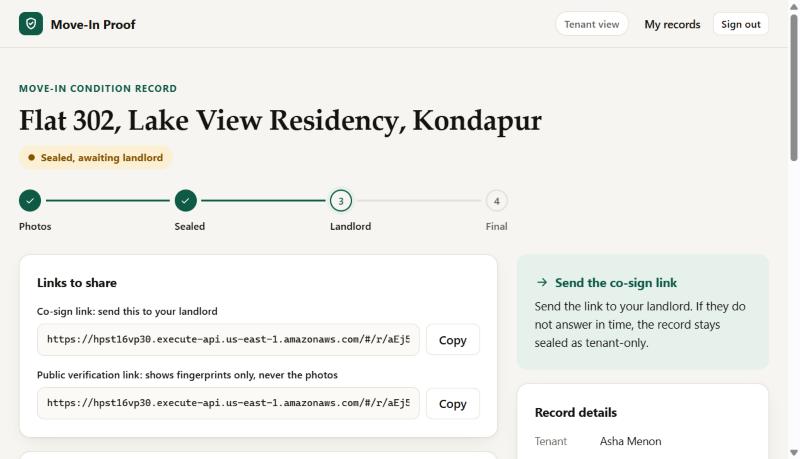 Move-In Proof
Tenant view
My records
Sign out
MOVE-IN CONDITION RECORD
Flat 302, Lake View Residency, Kondapur
Sealed, awaiting landlord
3
4
Photos
Sealed
Landlord
Final
Links to share
Co-sign link: send this to your landlord
https://hpst16vp30.execute-api.us-east-1.amazonaws.com/#/r/aEj5
Copy
Public verification link: shows fingerprints only, never the photos
https://hpst16vp30.execute-api.us-east-1.amazonaws.com/#/r/aEj5
Copy
→ Send the co-sign link
Send the link to your landlord. If they do
not answer in time, the record stays
sealed as tenant-only.
Record details
Tenant Asha Menon